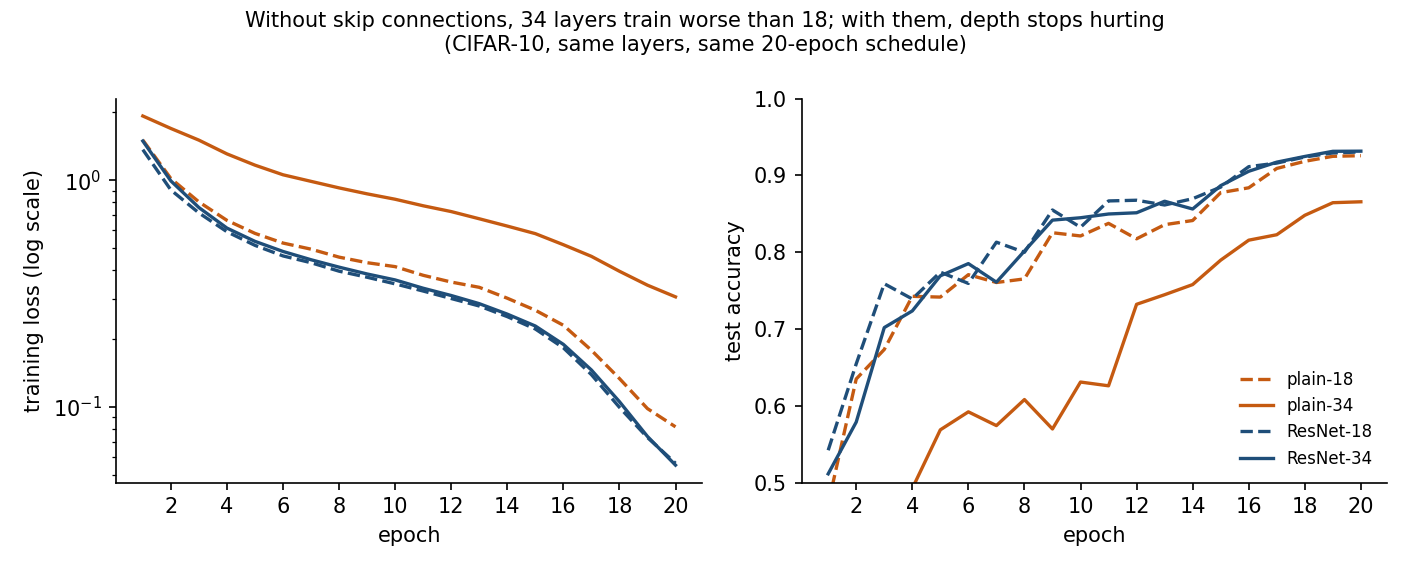 Without skip connections, 34 layers train worse than 18; with them, depth stops hurting
(CIFAR-10, same layers, same 20-epoch schedule)
training loss (log scale)
10⁰
10⁻¹
2 4 6 8 10 12 14 16 18 20
epoch
test accuracy
1.0
0.9
0.8
0.7
0.6
0.5
2 4 6 8 10 12 14 16 18 20
epoch
plain-18
plain-34
ResNet-18
ResNet-34